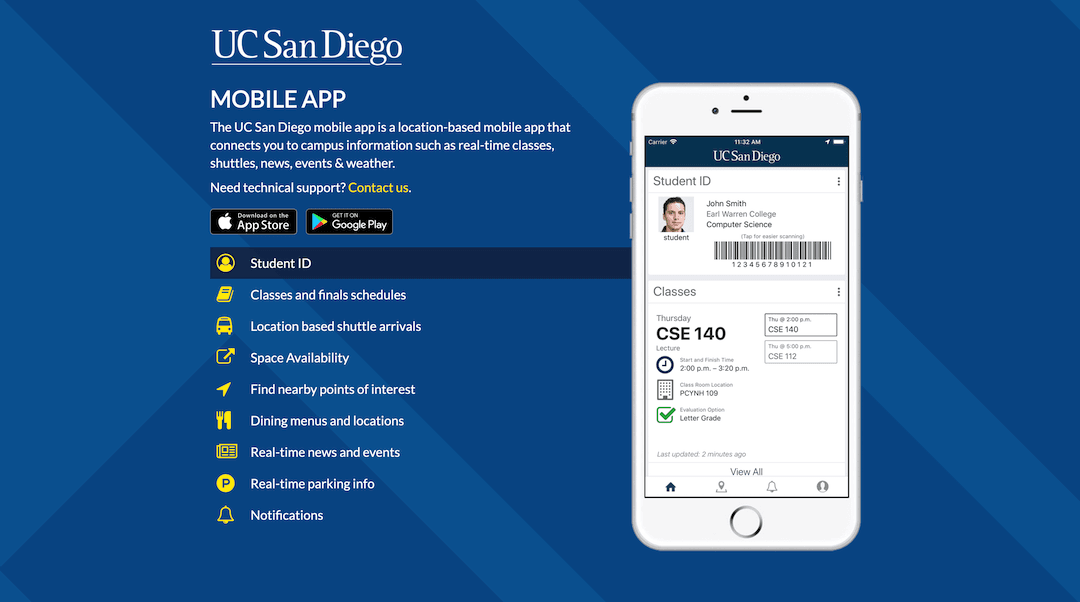 UC San Diego
MOBILE APP
The UC San Diego mobile app is a location-based mobile app that
connects you to campus information such as real-time classes,
shuttles, news, events & weather.
Need technical support? Contact us.
Download on the
App Store
GET IT ON
Google Play
Student ID
Classes and finals schedules
Location based shuttle arrivals
Space Availability
Find nearby points of interest
Dining menus and locations
Real-time news and events
P
Real-time parking info
Notifications
Carrier
11:32 AM
UC San Diego
Student ID
John Smith
Earl Warren College
Computer Science
student
(Tap for easier scanning)
12345678910121
Classes
Thursday
CSE 140
Lecture
Start and Finish Time
2:00 p.m. – 3:20 p.m.
Class Room Location
PCYNH 109
Evaluation Option
Letter Grade
Thu @ 2:00 p.m.
CSE 140
Thu @ 5:00 p.m.
CSE 112
Last updated: 2 minutes ago
View All